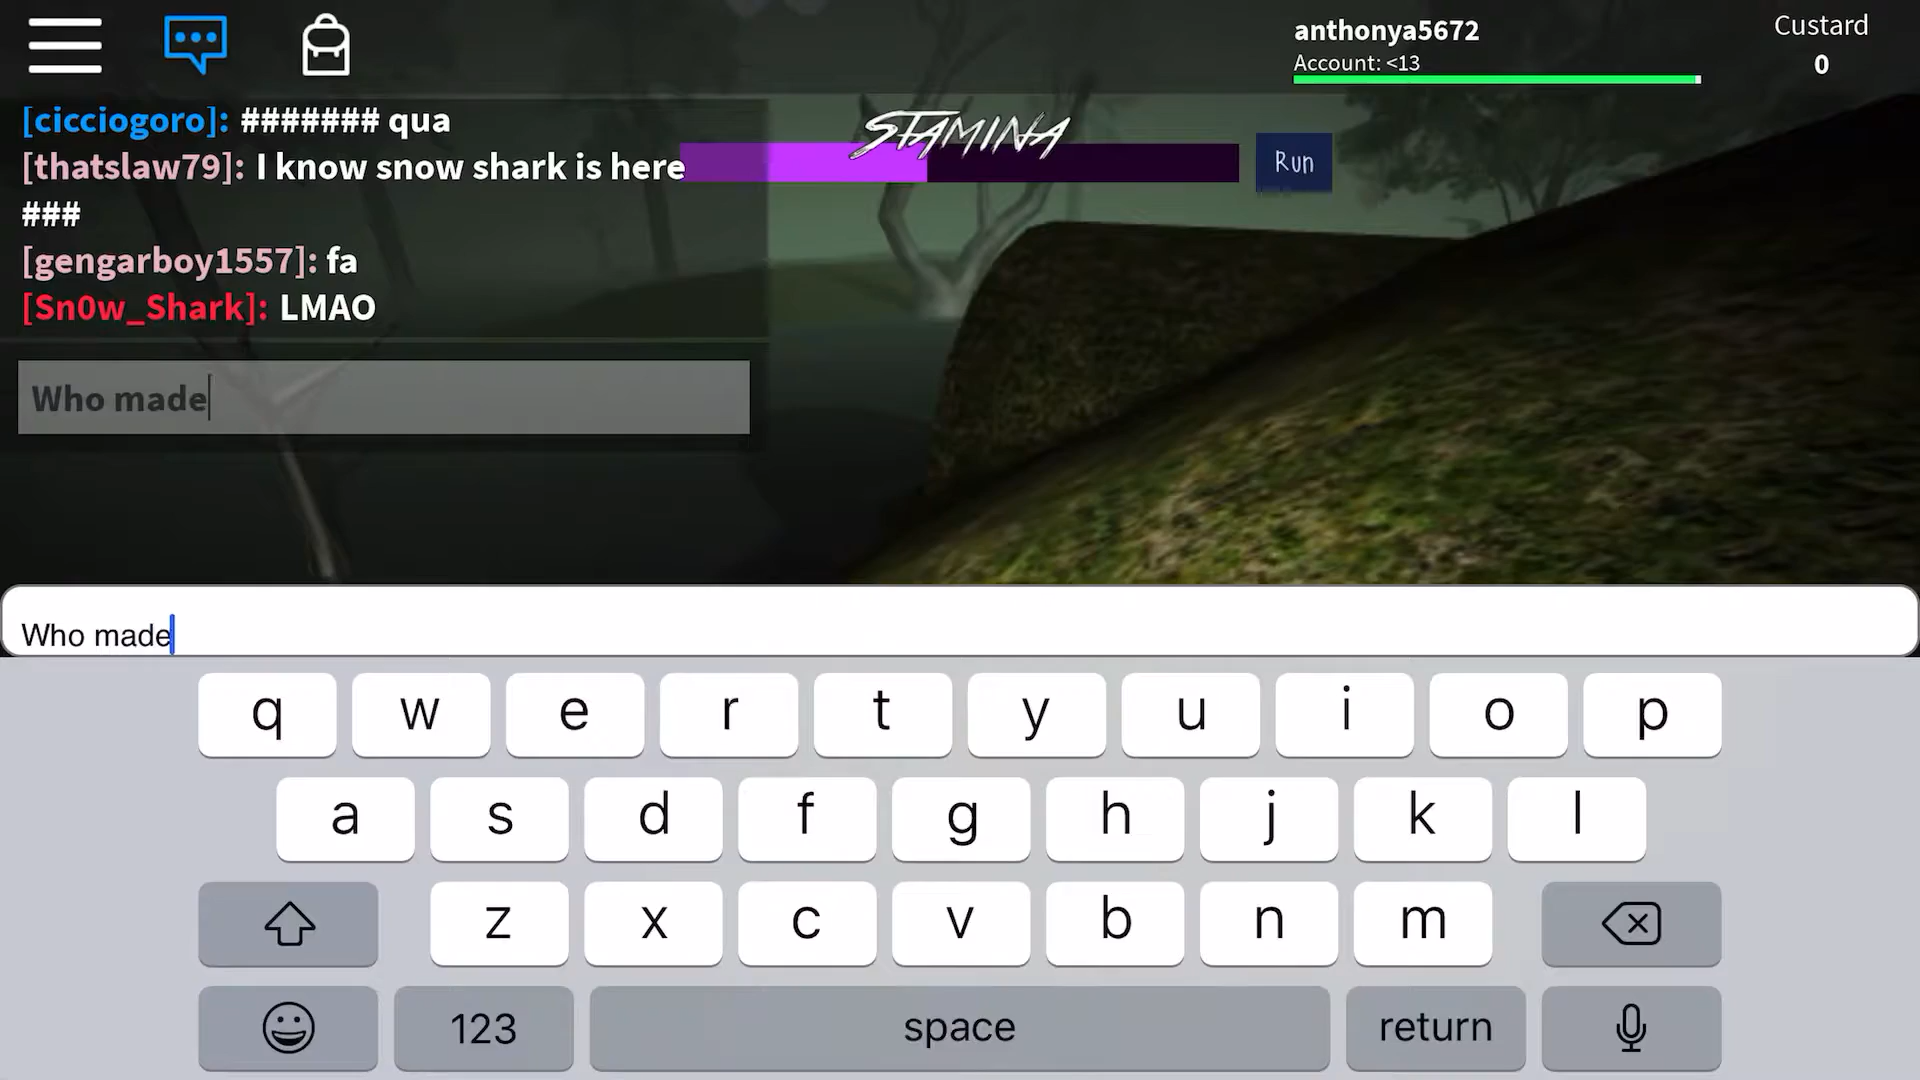 anthonya5672
Account: <13
Custard
0
[cicciogoro]: ####### qua
[thatslaw79]: I know snow shark is here
###
[gengarboy1557]: fa
[Sn0w_Shark]: LMAO
STAMINA
Run
Who made
Who made
q w e r t y u i o p
a s d f g h j k l
z x c v b n m
123 space return